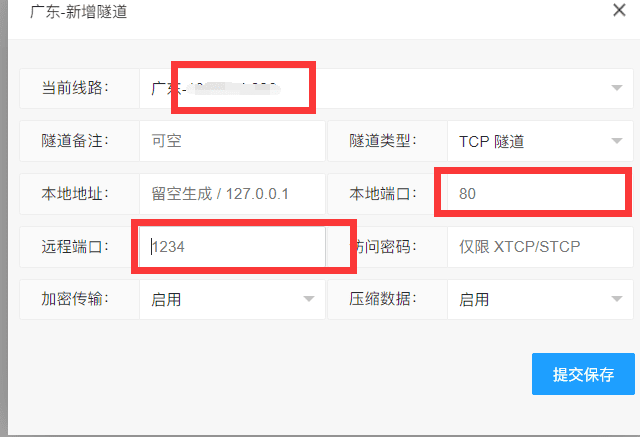 广东-新增隧道
当前线路： 广东-
隧道备注： 可空 隧道类型： TCP 隧道
本地地址： 留空生成 / 127.0.0.1 本地端口： 80
远程端口： 1234 访问密码： 仅限 XTCP/STCP
加密传输： 启用 压缩数据： 启用
提交保存